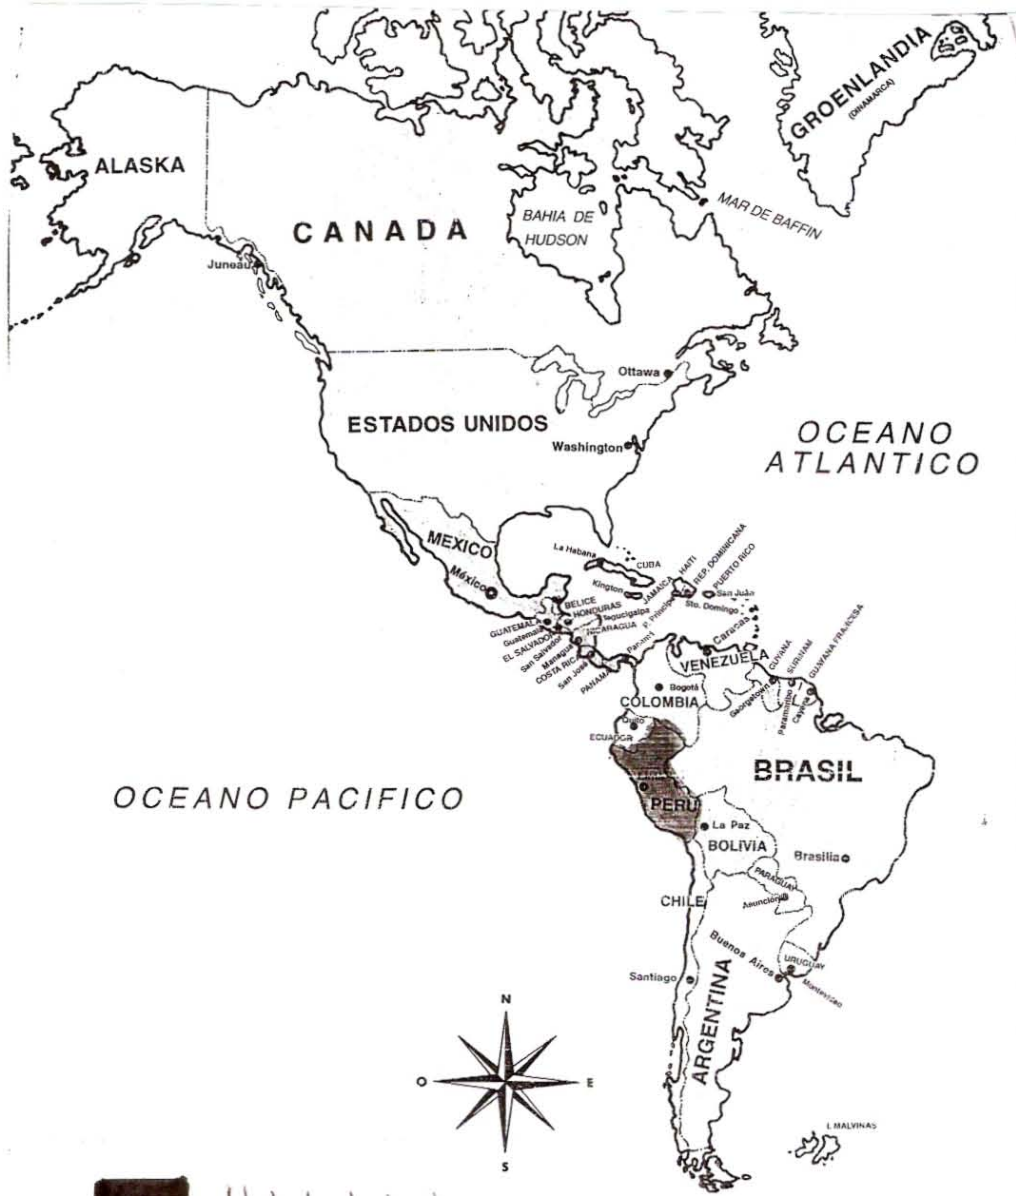 GROENLANDIA
(DINAMARCA)
ALASKA
MAR DE BAFFIN
BAHIA DE
HUDSON
CANADA
Juneau
Ottawa
ESTADOS UNIDOS
Washington
OCEANO
ATLANTICO
MEXICO
México
La Habana
CUBA
Kington
JAMAICA
HAITI
P. Principe
REP. DOMINICANA
Sto. Domingo
PUERTO RICO
San Juan
BELICE
HONDURAS
Tegucigalpa
GUATEMALA
Guatemala
EL SALVADOR
San Salvador
NICARAGUA
Managua
COSTA RICA
San José
PANAMA
Panamá
Caracas
VENEZUELA
GUYANA
Georgetown
SURINAM
Paramaribo
GUAYANA FRANCESA
Cayena
Bogotá
COLOMBIA
Quito
ECUADOR
BRASIL
OCEANO PACIFICO
PERU
La Paz
BOLIVIA
Brasilia
PARAGUAY
Asunción
CHILE
Buenos Aires
URUGUAY
Montevideo
Santiago
ARGENTINA
N
O
E
S
I. MALVINAS